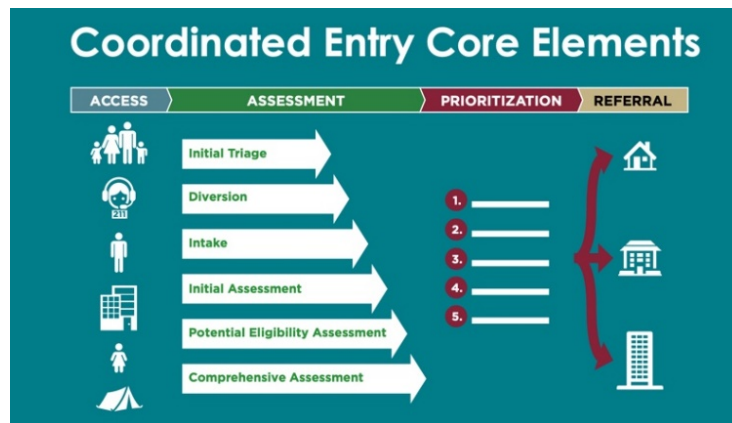 Coordinated Entry Core Elements
ACCESS
ASSESSMENT
PRIORITIZATION
REFERRAL
Initial Triage
Diversion
211
Intake
Initial Assessment
Potential Eligibility Assessment
Comprehensive Assessment
1.
2.
3.
4.
5.